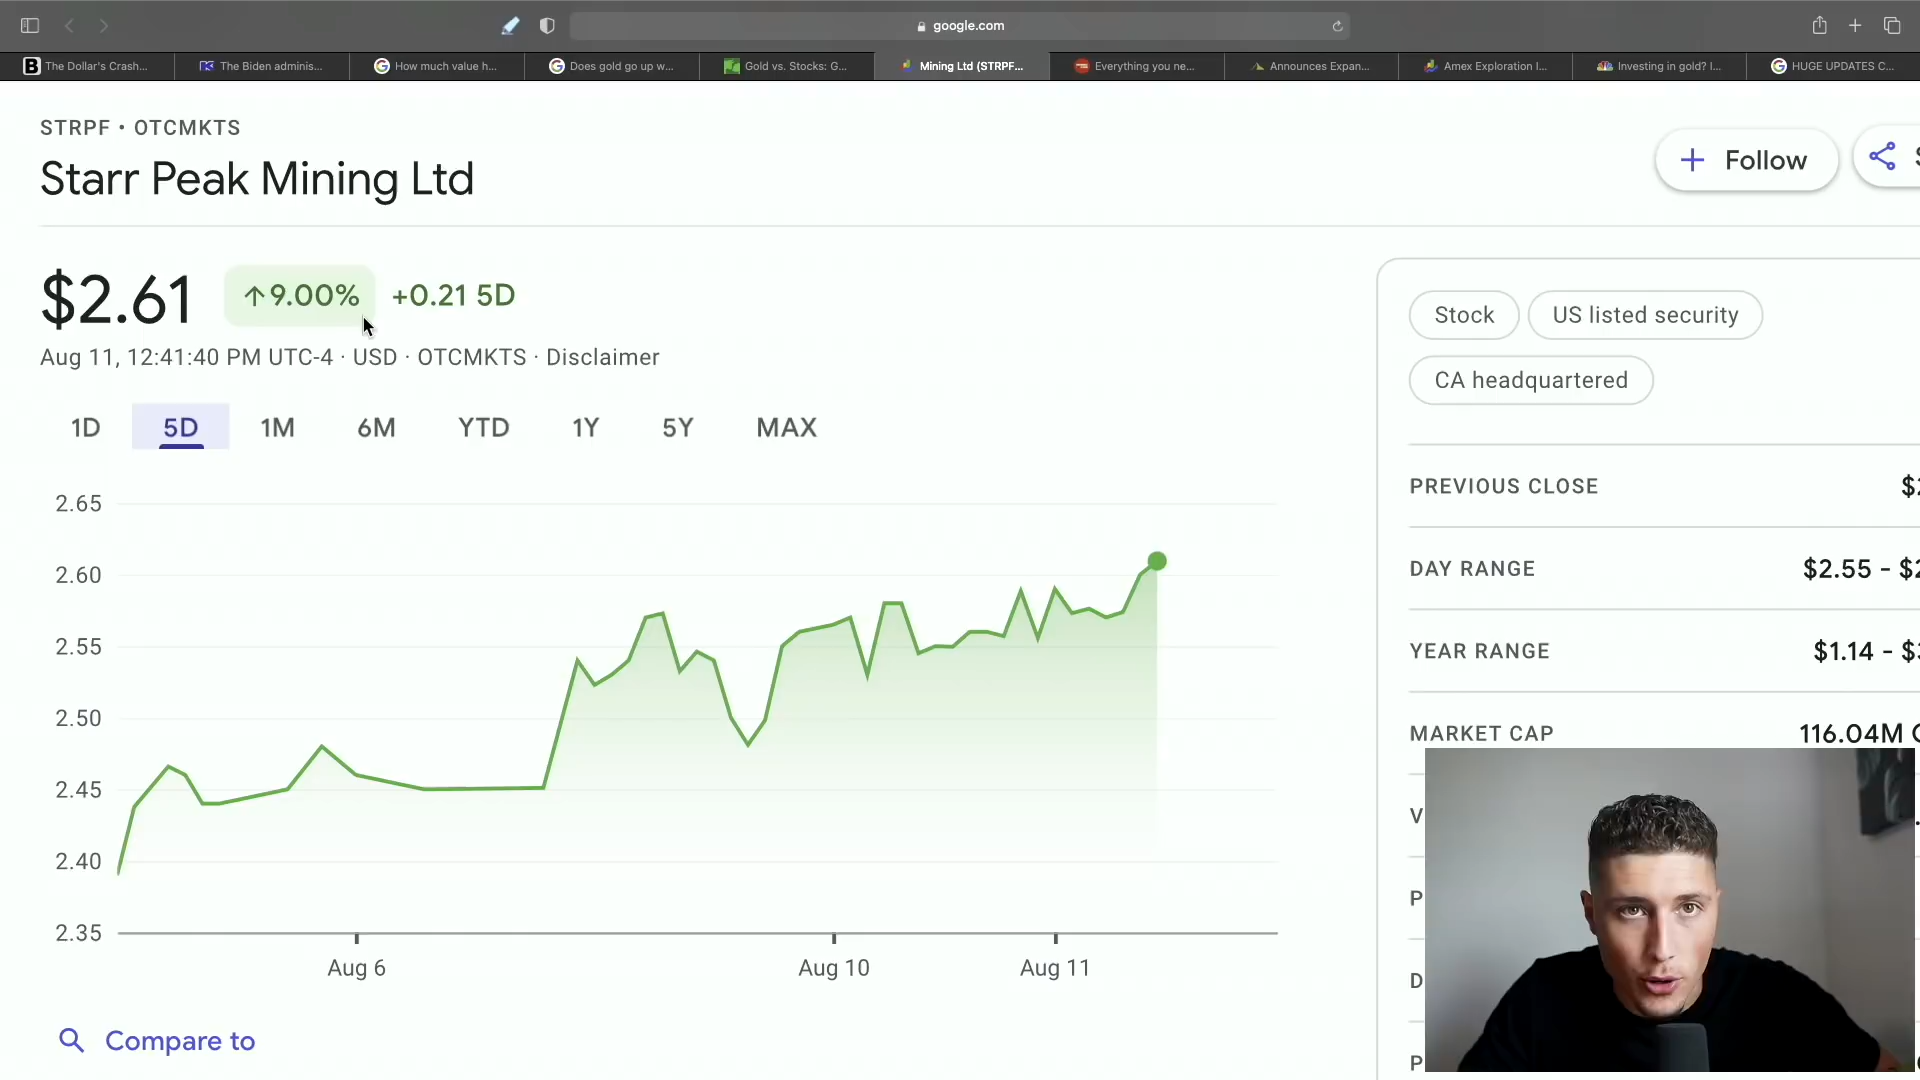 google.com
The Dollar's Crash...
The Biden adminis...
How much value h...
Does gold go up w...
Gold vs. Stocks: G...
Mining Ltd (STRPF...
Everything you ne...
Announces Expan...
Amex Exploration I...
Investing in gold? I...
HUGE UPDATES C...
STRPF • OTCMKTS
Starr Peak Mining Ltd
+ Follow
$2.61
↑9.00%
+0.21 5D
Aug 11, 12:41:40 PM UTC-4 · USD · OTCMKTS · Disclaimer
1D 5D 1M 6M YTD 1Y 5Y MAX
2.65
2.60
2.55
2.50
2.45
2.40
2.35
Aug 6
Aug 10
Aug 11
Compare to
Stock
US listed security
CA headquartered
PREVIOUS CLOSE
DAY RANGE $2.55 -
YEAR RANGE $1.14 -
MARKET CAP 116.04M
V
P
D
P